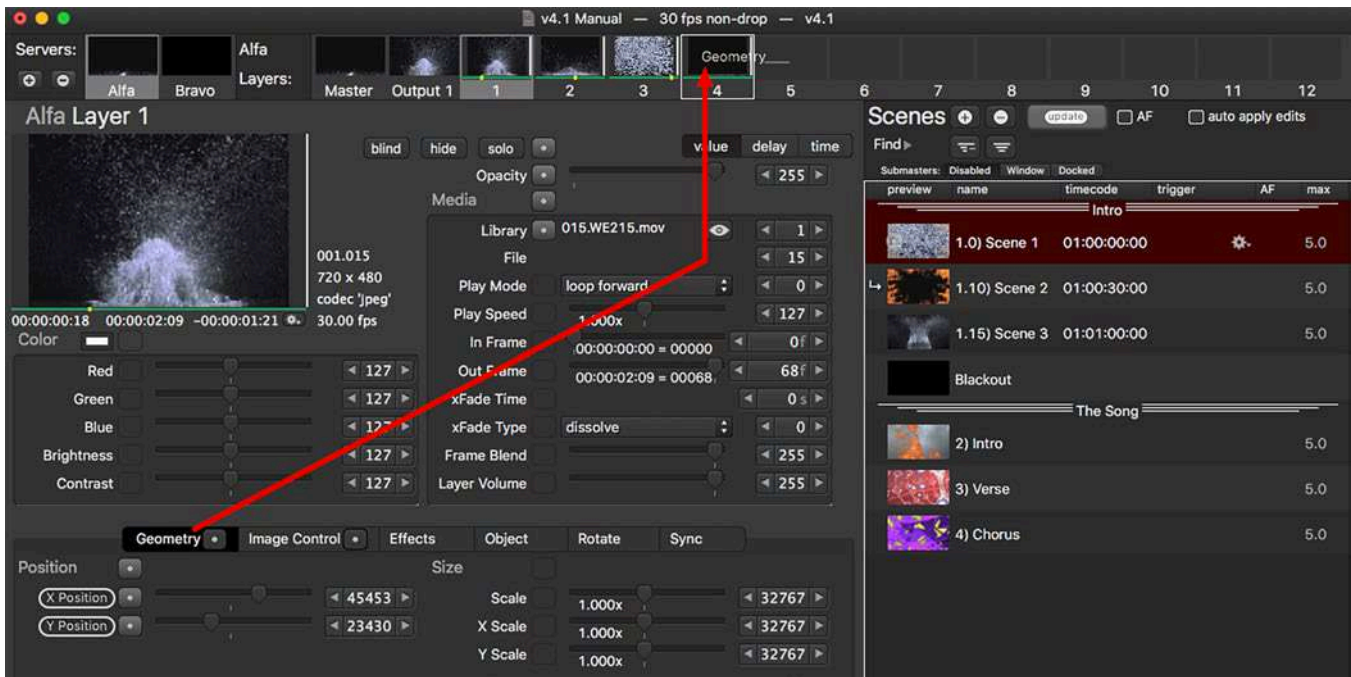 v4.1 Manual — 30 fps non-drop — v4.1
Servers:
Alfa
Layers:
Geometry
Alfa Bravo Master Output 1 1 2 3 4 5 6 7 8 9 10 11 12
Alfa Layer 1
blind hide solo value delay time
Opacity 255
Media
Library 015.WE215.mov 1
001.015 File 15
720 x 480
codec 'jpeg' Play Mode loop forward 0
00:00:00:18 00:00:02:09 -00:00:01:21 30.00 fps Play Speed 1.000x 127
Color In Frame 00:00:00:00 = 00000 0f
Red 127 Out Frame 00:00:02:09 = 00068 68f
Green 127 xFade Time 0 s
Blue 127 xFade Type dissolve 0
Brightness 127 Frame Blend 255
Contrast 127 Layer Volume 255
Geometry Image Control Effects Object Rotate Sync
Position Size
X Position 45453 Scale 1.000x 32767
Y Position 23430 X Scale 1.000x 32767
Y Scale 1.000x 32767
Scenes update AF auto apply edits
Find
Submasters: Disabled Window Docked
preview name timecode trigger AF max
Intro
1.0) Scene 1 01:00:00:00 5.0
1.10) Scene 2 01:00:30:00 5.0
1.15) Scene 3 01:01:00:00 5.0
Blackout
The Song
2) Intro 5.0
3) Verse 5.0
4) Chorus 5.0